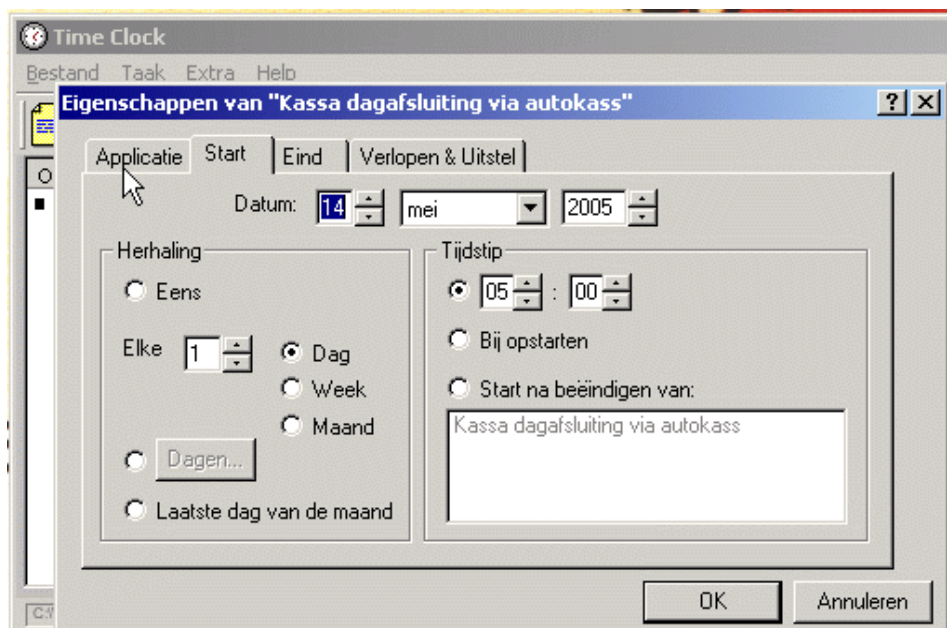 Time Clock
Bestand Taak Extra Help
Eigenschappen van "Kassa dagafsluiting via autokass"
Applicatie Start Eind Verlopen & Uitstel
O
Datum: 14 mei 2005
Herhaling
Eens
Elke 1
Dag
Week
Maand
Dagen...
Laatste dag van de maand
Tijdstip
05 : 00
Bij opstarten
Start na beëindigen van:
Kassa dagafsluiting via autokass
OK Annuleren